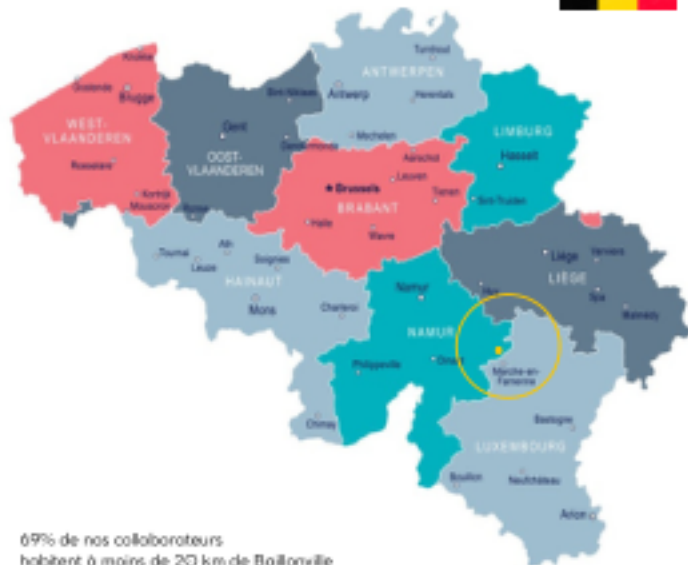 Knokke
Turnhout
ANTWERPEN
Oostende
Brugge
Antwerp
Herentals
WEST-
VLAANDEREN
Gent
LIMBURG
OOST-
VLAANDEREN
Mechelen
Hasselt
Roeselare
Aarschot
Leuven
Brussels
Tienen
Sint-Truiden
Kortrijk
Mouscron
BRABANT
Halle
Wavre
Tournai
Ath
Leuze
Soignies
HAINAUT
Liège
Verviers
LIÈGE
Huy
Spa
Malmedy
Mons
Charleroi
Namur
NAMUR
Philippeville
Dinant
Marche-en-
Famenne
Chimay
Bastogne
LUXEMBOURG
Bouillon
Neufchâteau
Arlon
69% de nos collaborateurs
habitent à moins de 20 km de Baillonville